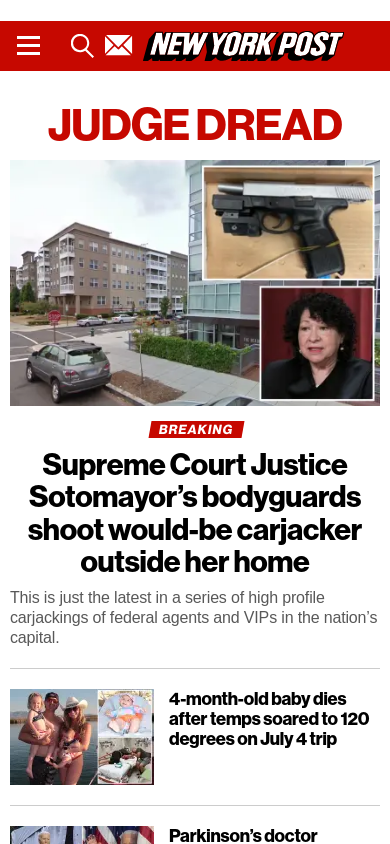 NEW YORK POST
JUDGE DREAD
BREAKING
Supreme Court Justice
Sotomayor’s bodyguards
shoot would-be carjacker
outside her home
This is just the latest in a series of high profile
carjackings of federal agents and VIPs in the nation’s
capital.
4-month-old baby dies
after temps soared to 120
degrees on July 4 trip
Parkinson’s doctor